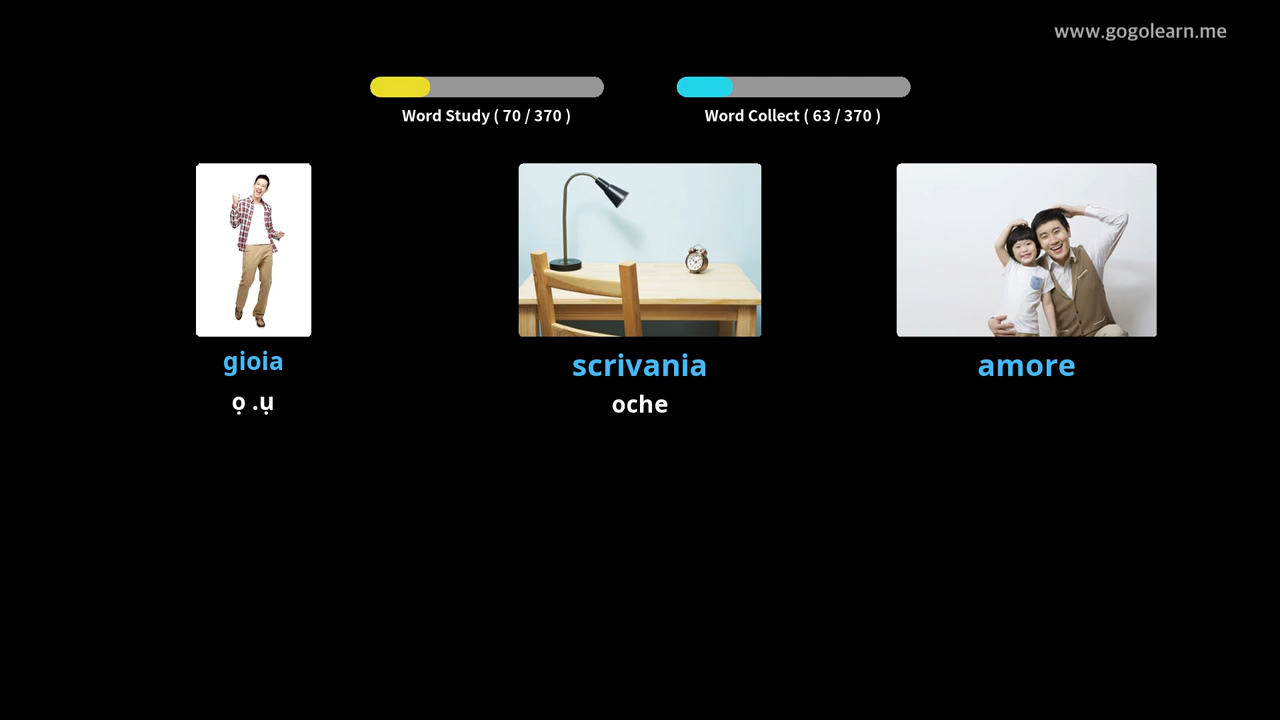 www.gogolearn.me
Word Study ( 70 / 370 )
Word Collect ( 63 / 370 )
gioia
ọ .ụ
scrivania
oche
amore